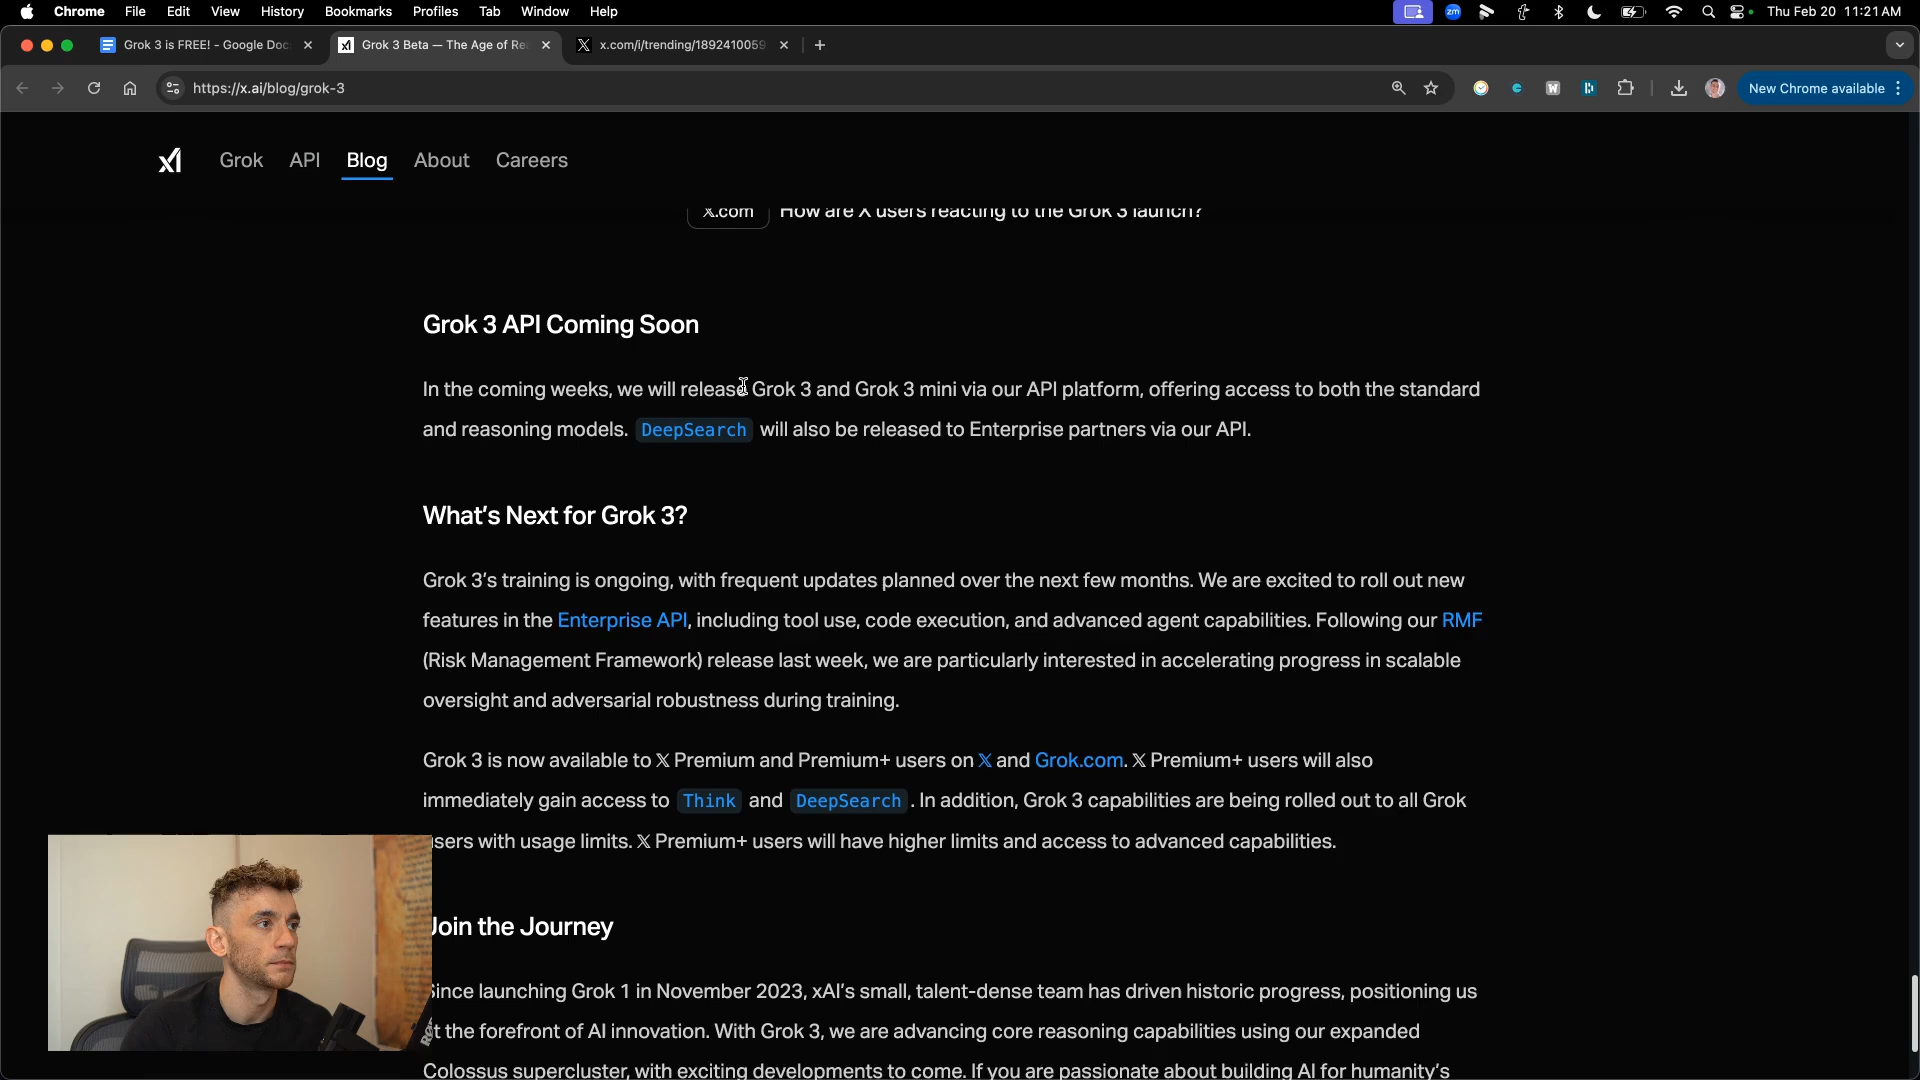 Chrome File Edit View History Bookmarks Profiles Tab Window Help zm Thu Feb 20 11:21 AM
Grok 3 is FREE! - Google Doc Grok 3 Beta — The Age of Re x.com/i/trending/1892410059
https://x.ai/blog/grok-3 New Chrome available
Grok API Blog About Careers
𝕏.com How are X users reacting to the Grok 3 launch?
Grok 3 API Coming Soon
In the coming weeks, we will release Grok 3 and Grok 3 mini via our API platform, offering access to both the standard
and reasoning models. DeepSearch will also be released to Enterprise partners via our API.
What's Next for Grok 3?
Grok 3's training is ongoing, with frequent updates planned over the next few months. We are excited to roll out new
features in the Enterprise API, including tool use, code execution, and advanced agent capabilities. Following our RMF
(Risk Management Framework) release last week, we are particularly interested in accelerating progress in scalable
oversight and adversarial robustness during training.
Grok 3 is now available to 𝕏 Premium and Premium+ users on 𝕏 and Grok.com. 𝕏 Premium+ users will also
immediately gain access to Think and DeepSearch. In addition, Grok 3 capabilities are being rolled out to all Grok
users with usage limits. 𝕏 Premium+ users will have higher limits and access to advanced capabilities.
Join the Journey
Since launching Grok 1 in November 2023, xAI's small, talent-dense team has driven historic progress, positioning us
at the forefront of AI innovation. With Grok 3, we are advancing core reasoning capabilities using our expanded
Colossus supercluster, with exciting developments to come. If you are passionate about building AI for humanity's